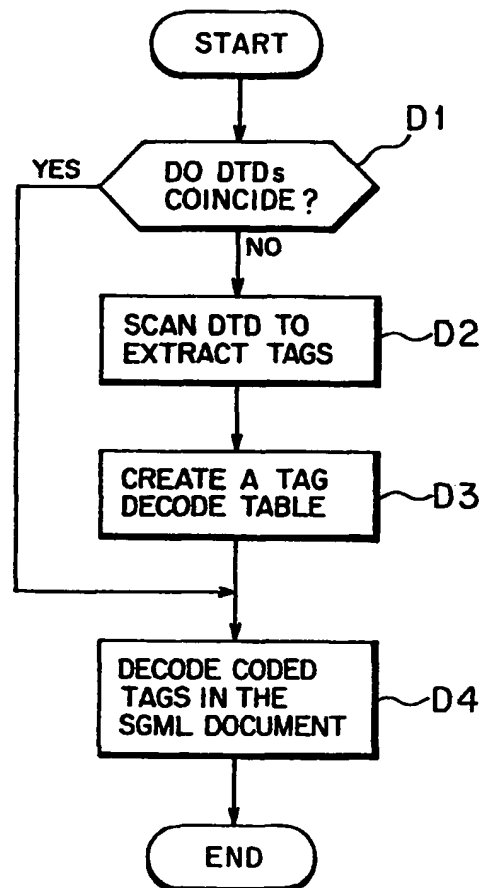 START
D1
YES
DO DTDs
COINCIDE?
NO
SCAN DTD TO
EXTRACT TAGS
D2
CREATE A TAG
DECODE TABLE
D3
DECODE CODED
TAGS IN THE
SGML DOCUMENT
D4
END